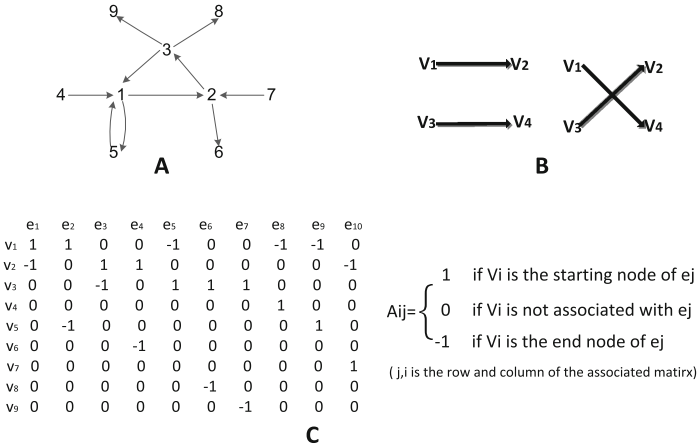 9 8
3
4 1 2 7
5 6
A
V1 V2 V1 V2
V3 V4 V3 V4
B
e1 e2 e3 e4 e5 e6 e7 e8 e9 e10
v1 1 1 0 0 -1 0 0 -1 -1 0
v2 -1 0 1 1 0 0 0 0 0 -1
v3 0 0 -1 0 1 1 1 0 0 0
v4 0 0 0 0 0 0 0 1 0 0
v5 0 -1 0 0 0 0 0 0 1 0
v6 0 0 0 -1 0 0 0 0 0 0
v7 0 0 0 0 0 0 0 0 0 1
v8 0 0 0 0 0 -1 0 0 0 0
v9 0 0 0 0 0 0 -1 0 0 0
Aij={
1 if Vi is the starting node of ej
0 if Vi is not associated with ej
-1 if Vi is the end node of ej
( j,i is the row and column of the associated matirx)
C